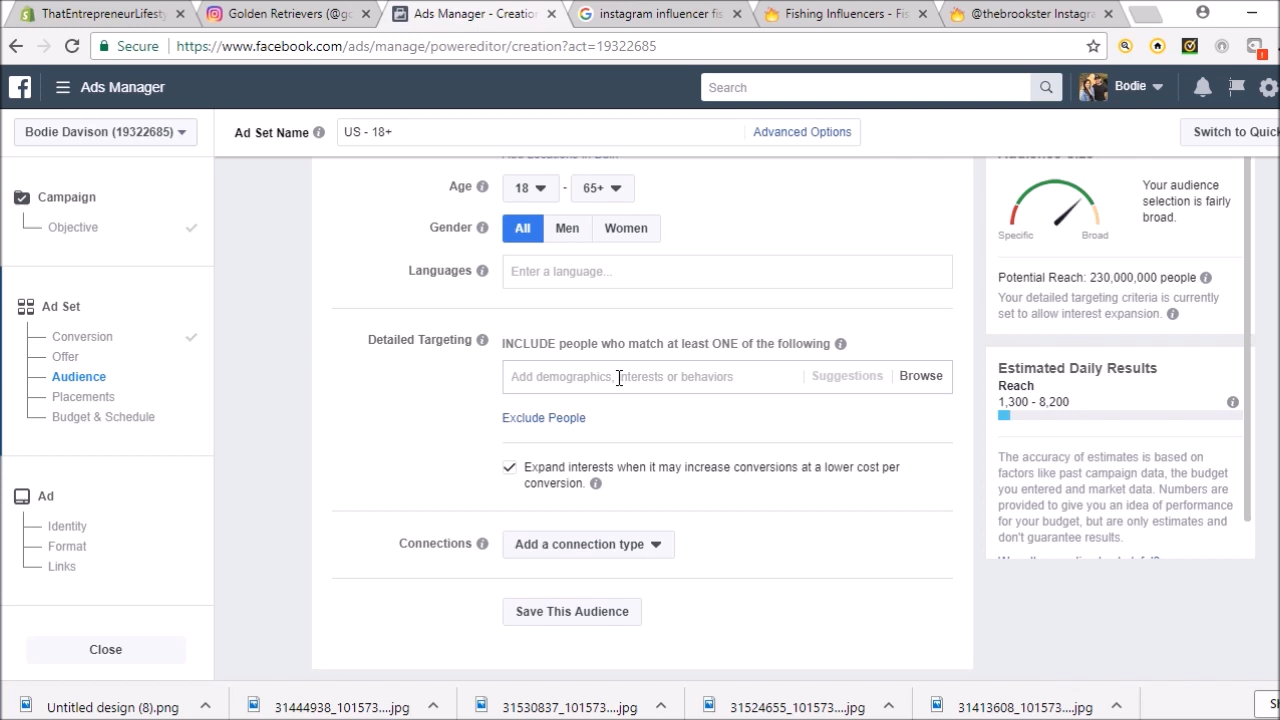 ThatEntrepreneurLifesty
Golden Retrievers (@go
Ads Manager - Creation
instagram influencer fis
Fishing Influencers - Fis
@thebrookster Instagra
Secure
https://www.facebook.com/ads/manage/powereditor/creation?act=19322685
Ads Manager
Search
Bodie
Bodie Davison (19322685)
Ad Set Name
US - 18+
Advanced Options
Switch to Quick
Campaign
Objective
Ad Set
Conversion
Offer
Audience
Placements
Budget & Schedule
Ad
Identity
Format
Links
Close
Age
18
-
65+
Gender
All
Men
Women
Languages
Enter a language...
Detailed Targeting
INCLUDE people who match at least ONE of the following
Add demographics, interests or behaviors
Suggestions
Browse
Exclude People
Expand interests when it may increase conversions at a lower cost per
conversion.
Connections
Add a connection type
Save This Audience
Your audience
selection is fairly
broad.
Specific
Broad
Potential Reach: 230,000,000 people
Your detailed targeting criteria is currently
set to allow interest expansion.
Estimated Daily Results
Reach
1,300 - 8,200
The accuracy of estimates is based on
factors like past campaign data, the budget
you entered and market data. Numbers are
provided to give you an idea of performance
for your budget, but are only estimates and
don't guarantee results.
Untitled design (8).png
31444938_101573....jpg
31530837_101573....jpg
31524655_101573....jpg
31413608_101573....jpg